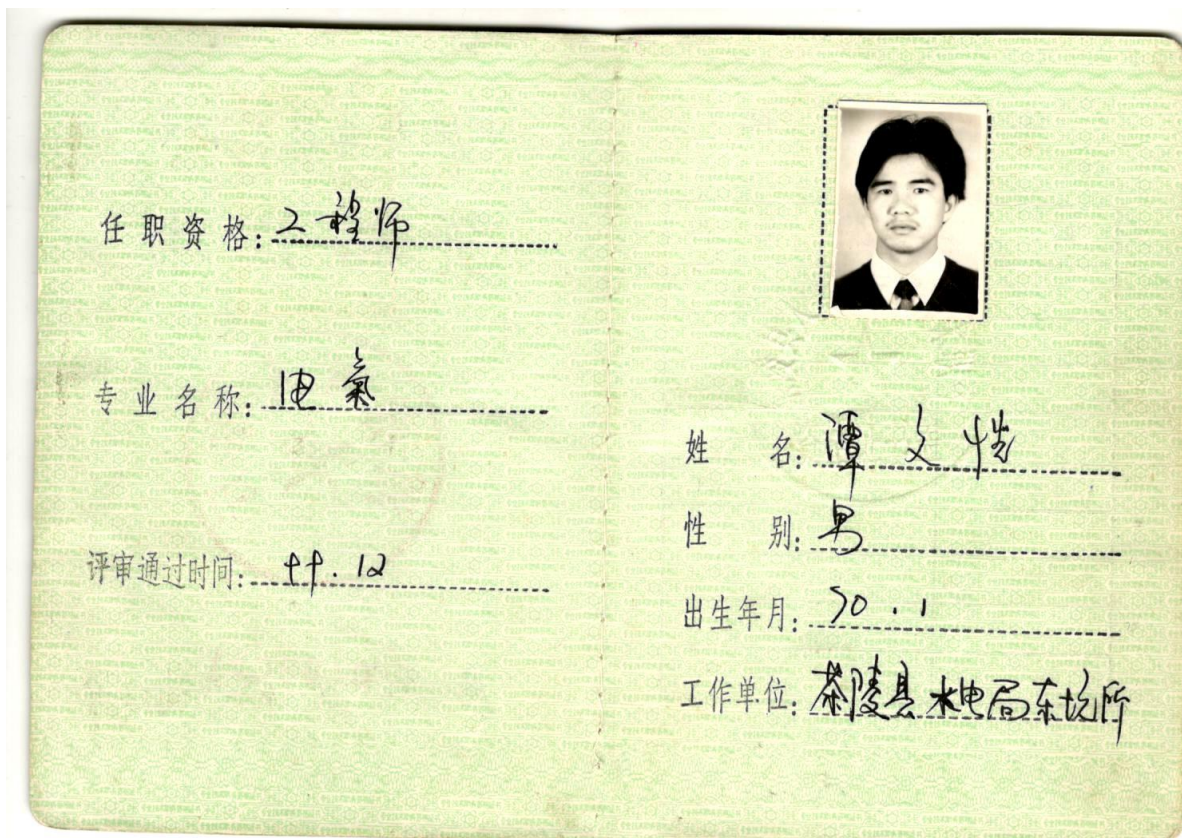 任职资格：工程师
专业名称：电氣
评审通过时间：99.12
姓名：谭文恺
性别：男
出生年月：70.1
工作单位：茶陵县水电局东坑所